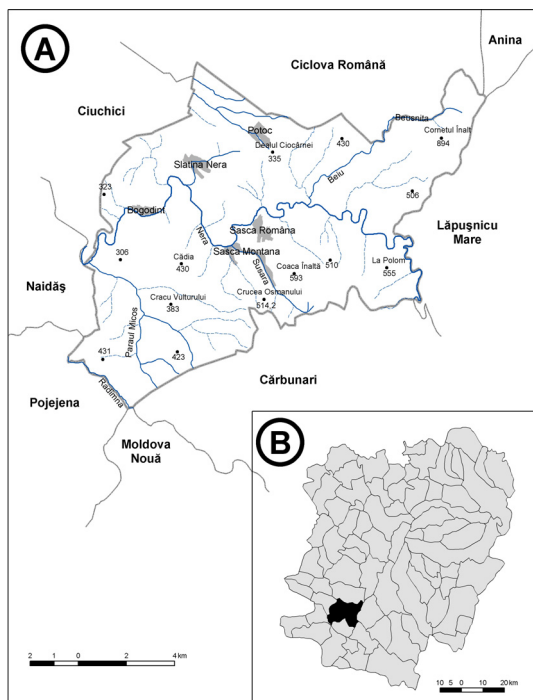 A
Anina
Ciclova Română
Ciuchici
Beusnita
Potoc
Cornetul Înalt
894
Dealul Ciocârnei
335
430
Beiu
Slatina Nera
506
323
Bogodini
Lăpușnicu
Mare
Sasca Română
Nera
Sasca Montana
306
Cădia
430
Susara
Coaca Înaltă
593
510
La Polom
555
Naidăș
Crucea Osmanului
514,2
Cracu Vulturului
383
Paraul Micos
431
423
Radimna
Cărbunari
Pojejena
Moldova
Nouă
B
2 1 0 2 4 km
10 5 0 10 20 km